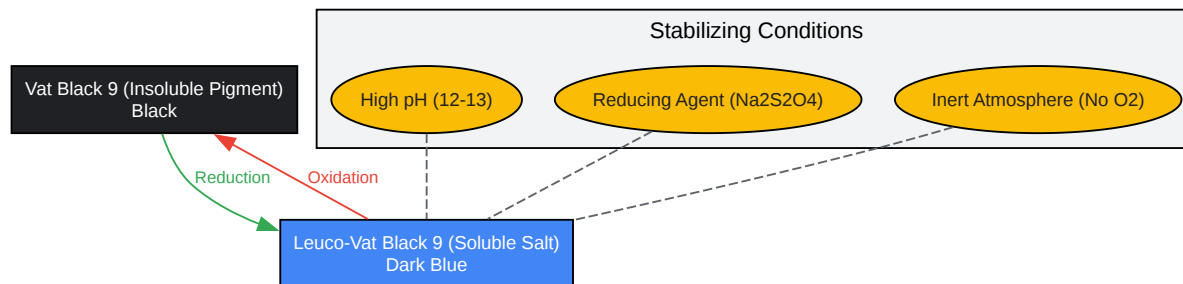 Stabilizing Conditions
Vat Black 9 (Insoluble Pigment)
Black
High pH (12-13)
Reducing Agent (Na2S2O4)
Inert Atmosphere (No O2)
Reduction
Oxidation
Leuco-Vat Black 9 (Soluble Salt)
Dark Blue